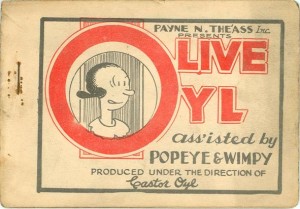 PAYNE N. THE'ASS Inc.
PRESENTS
OLIVE
OYL
ass'isted by
POPEYE & WIMPY
PRODUCED UNDER THE DIRECTION OF
Castor Oyl